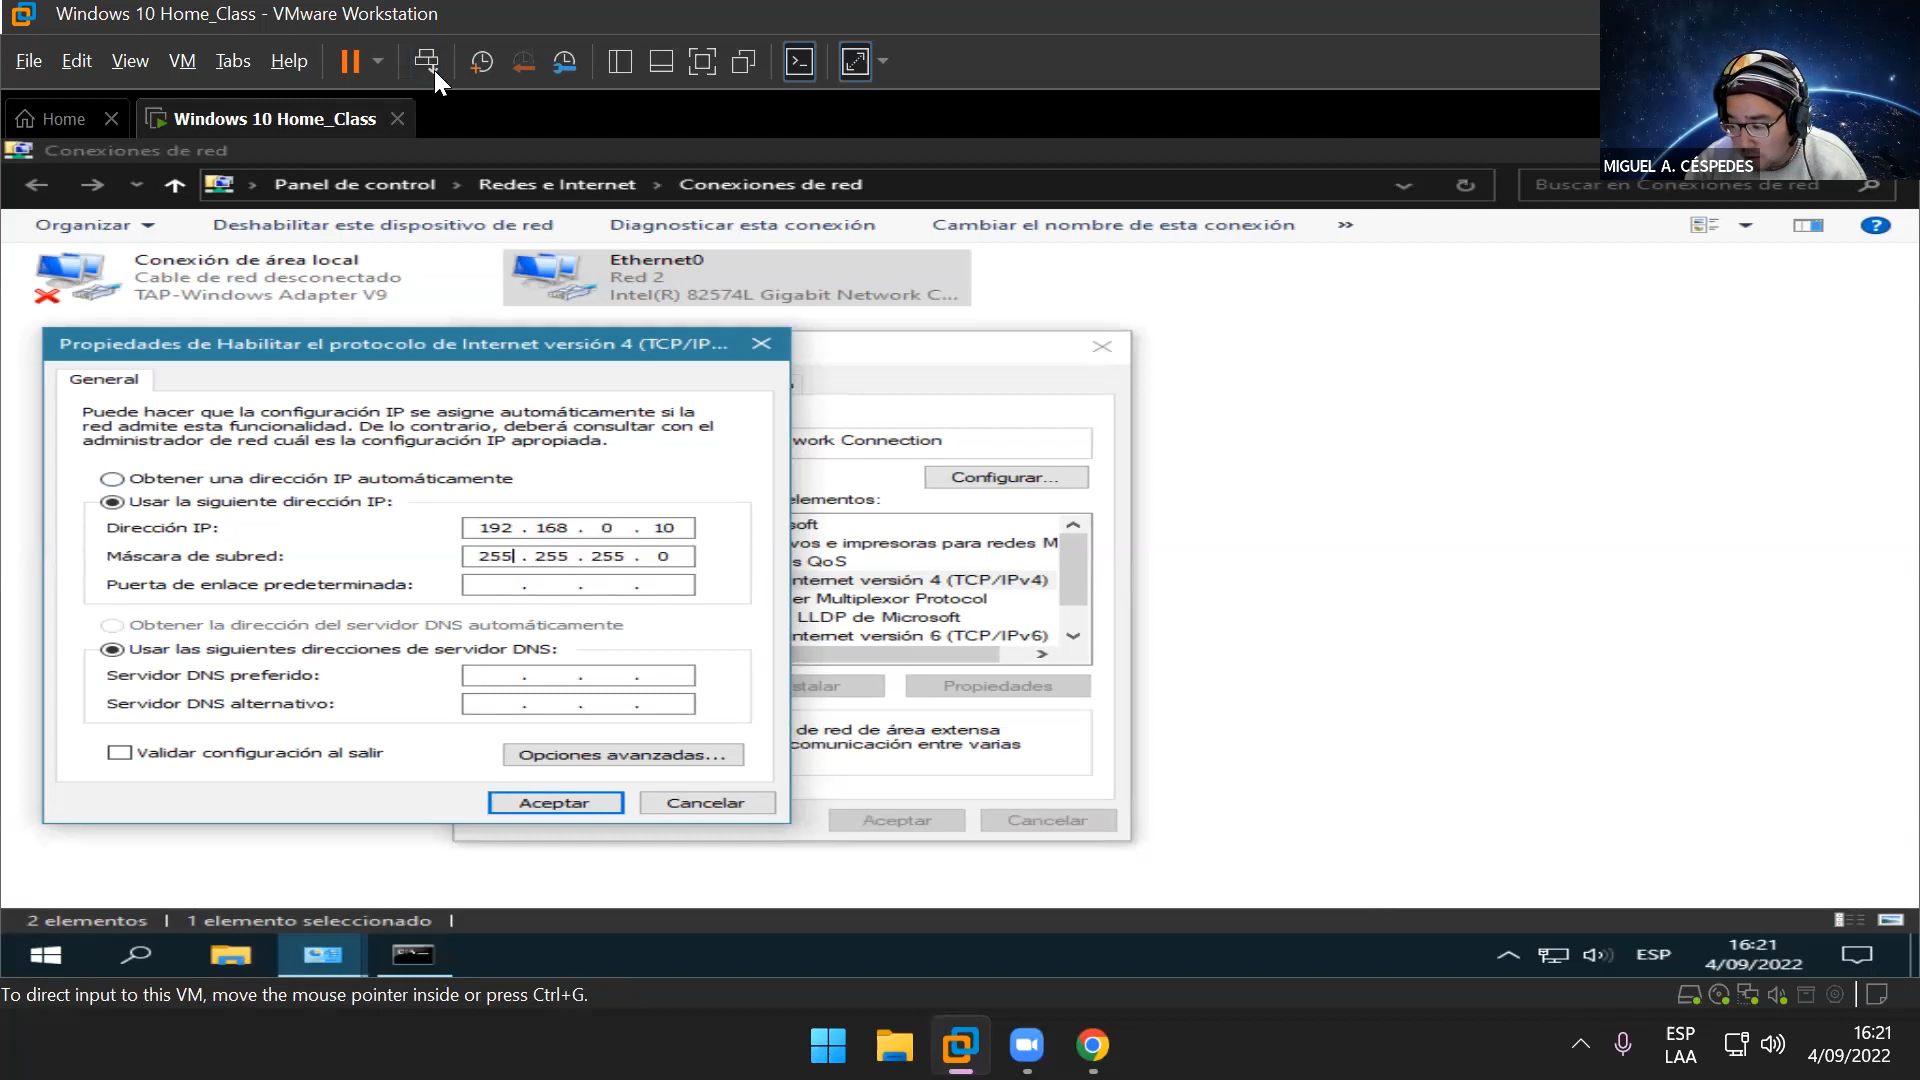 Windows 10 Home_Class - VMware Workstation
File Edit View VM Tabs Help
Home
Windows 10 Home_Class
MIGUEL A. CÉSPEDES
Conexiones de red
Panel de control > Redes e Internet > Conexiones de red
Buscar en Conexiones de red
Organizar
Deshabilitar este dispositivo de red
Diagnosticar esta conexión
Cambiar el nombre de esta conexión
»
Conexión de área local
Cable de red desconectado
TAP-Windows Adapter V9
Ethernet0
Red 2
Intel(R) 82574L Gigabit Network C...
Propiedades de Habilitar el protocolo de Internet versión 4 (TCP/IP...
General
Puede hacer que la configuración IP se asigne automáticamente si la
red admite esta funcionalidad. De lo contrario, deberá consultar con el
administrador de red cuál es la configuración IP apropiada.
Obtener una dirección IP automáticamente
Usar la siguiente dirección IP:
Dirección IP: 192 . 168 . 0 . 10
Máscara de subred: 255 . 255 . 255 . 0
Puerta de enlace predeterminada: . . .
Obtener la dirección del servidor DNS automáticamente
Usar las siguientes direcciones de servidor DNS:
Servidor DNS preferido: . . .
Servidor DNS alternativo: . . .
Validar configuración al salir
Opciones avanzadas...
Aceptar
Cancelar
work Connection
Configurar...
elementos:
soft
vos e impresoras para redes M
s QoS
nternet versión 4 (TCP/IPv4)
er Multiplexor Protocol
LLDP de Microsoft
nternet versión 6 (TCP/IPv6)
stalar
Propiedades
de red de área extensa
comunicación entre varias
Aceptar
Cancelar
2 elementos | 1 elemento seleccionado |
ESP
16:21
4/09/2022
To direct input to this VM, move the mouse pointer inside or press Ctrl+G.
ESP
LAA
16:21
4/09/2022